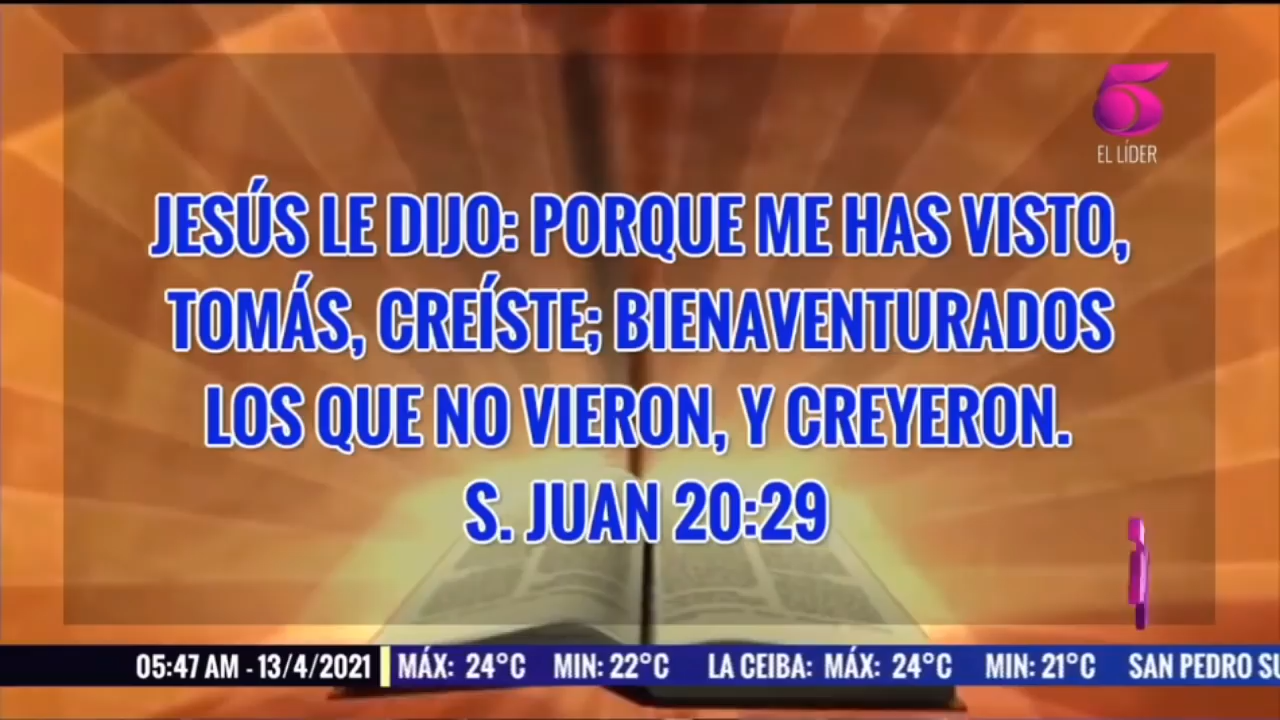 5
EL LÍDER
JESÚS LE DIJO: PORQUE ME HAS VISTO,
TOMÁS, CREÍSTE; BIENAVENTURADOS
LOS QUE NO VIERON, Y CREYERON.
S. JUAN 20:29
05:47 AM - 13/4/2021 MÁX: 24°C MIN: 22°C LA CEIBA: MÁX: 24°C MIN: 21°C SAN PEDRO